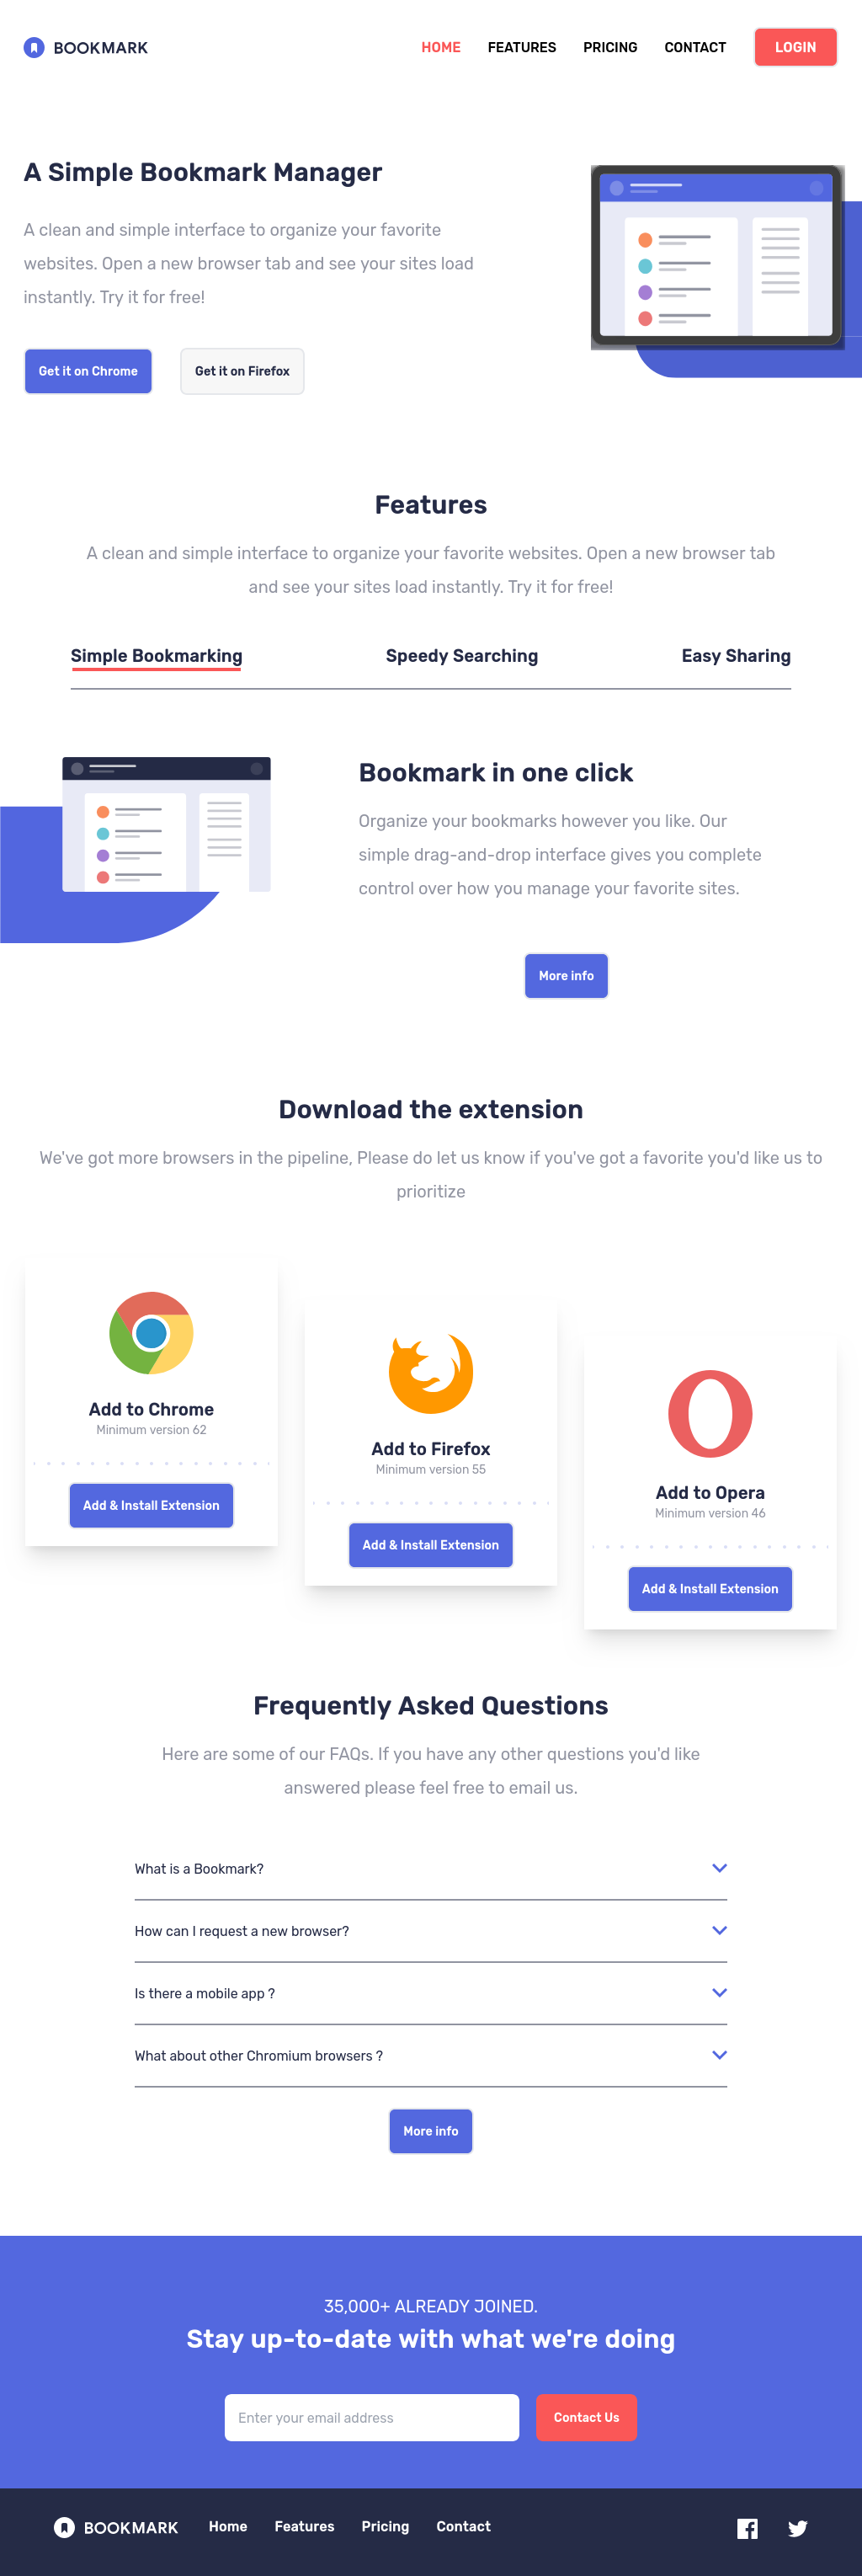 BOOKMARK
HOME FEATURES PRICING CONTACT LOGIN
A Simple Bookmark Manager
A clean and simple interface to organize your favorite
websites. Open a new browser tab and see your sites load
instantly. Try it for free!
Get it on Chrome Get it on Firefox
Features
A clean and simple interface to organize your favorite websites. Open a new browser tab
and see your sites load instantly. Try it for free!
Simple Bookmarking Speedy Searching Easy Sharing
Bookmark in one click
Organize your bookmarks however you like. Our
simple drag-and-drop interface gives you complete
control over how you manage your favorite sites.
More info
Download the extension
We've got more browsers in the pipeline, Please do let us know if you've got a favorite you'd like us to
prioritize
Add to Chrome
Minimum version 62
Add & Install Extension
Add to Firefox
Minimum version 55
Add & Install Extension
Add to Opera
Minimum version 46
Add & Install Extension
Frequently Asked Questions
Here are some of our FAQs. If you have any other questions you'd like
answered please feel free to email us.
What is a Bookmark?
How can I request a new browser?
Is there a mobile app ?
What about other Chromium browsers ?
More info
35,000+ ALREADY JOINED.
Stay up-to-date with what we're doing
Enter your email address Contact Us
BOOKMARK Home Features Pricing Contact